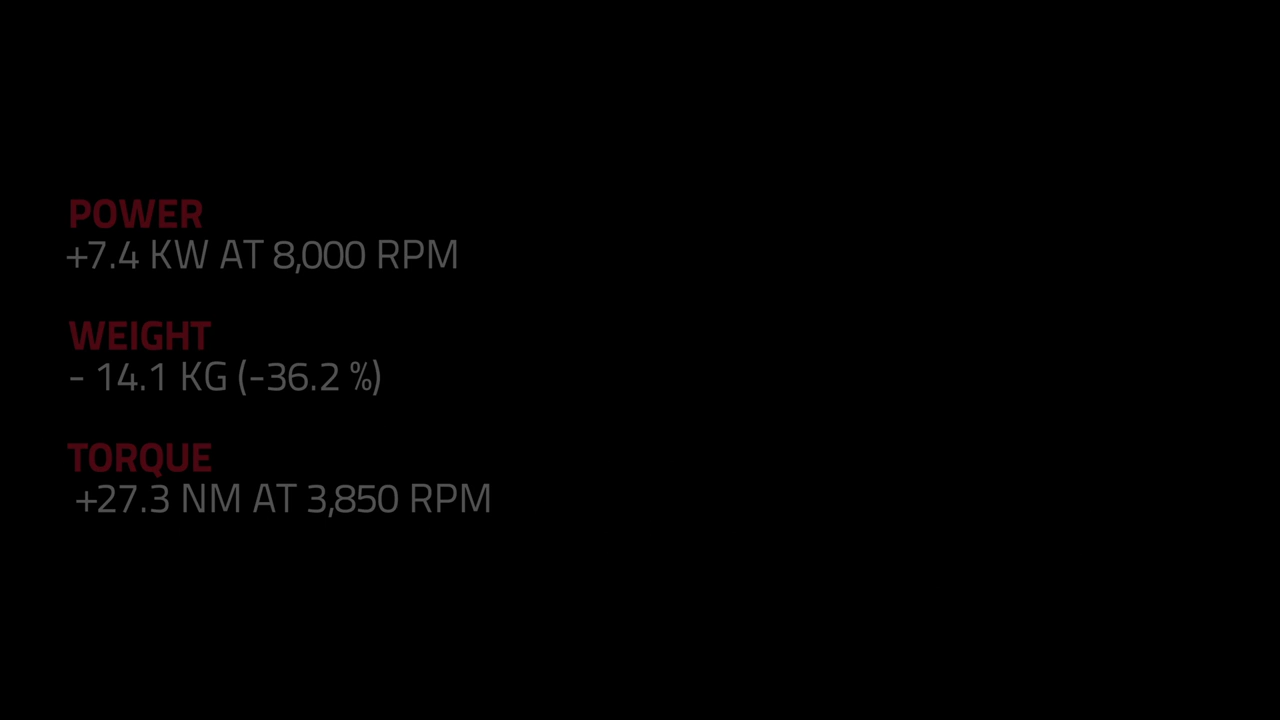 POWER
+7.4 KW AT 8,000 RPM
WEIGHT
- 14.1 KG (-36.2 %)
TORQUE
+27.3 NM AT 3,850 RPM